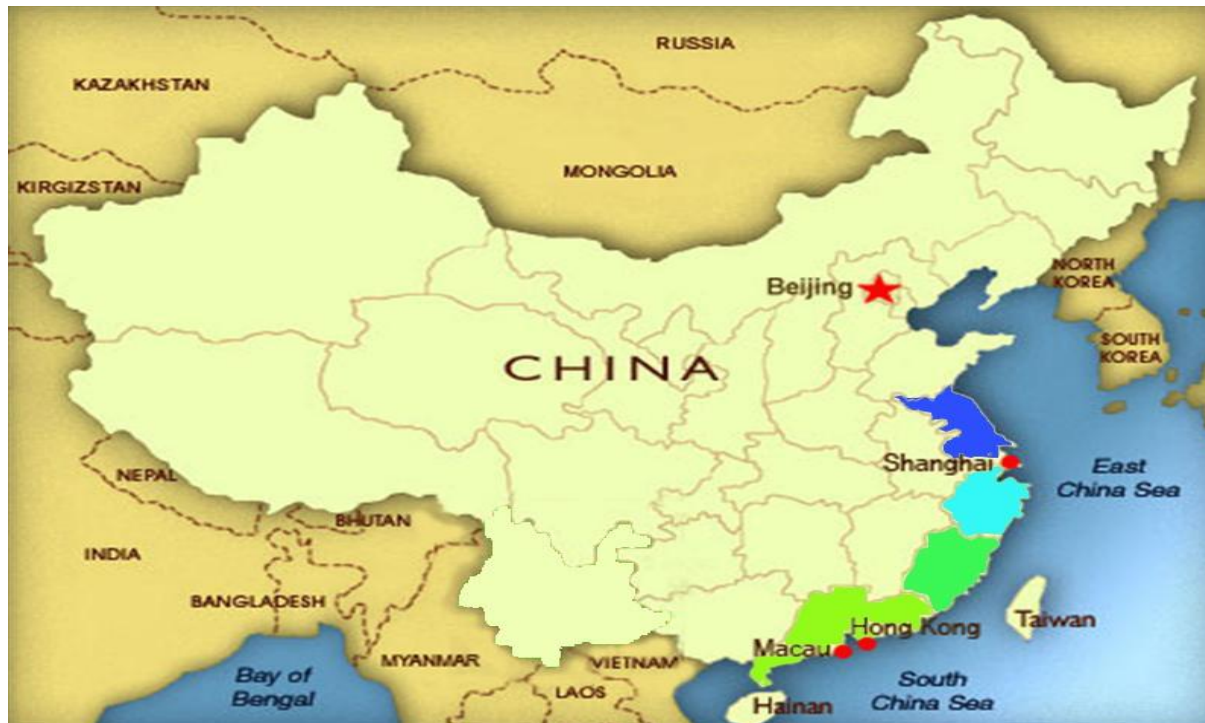 RUSSIA
KAZAKHSTAN
MONGOLIA
KIRGIZSTAN
NORTH
KOREA
Beijing
SOUTH
KOREA
CHINA
Shanghai
East
China Sea
NEPAL
BHUTAN
INDIA
BANGLADESH
Taiwan
Hong Kong
Macau
MYANMAR
VIETNAM
Bay of
Bengal
LAOS
South
China Sea
Hainan